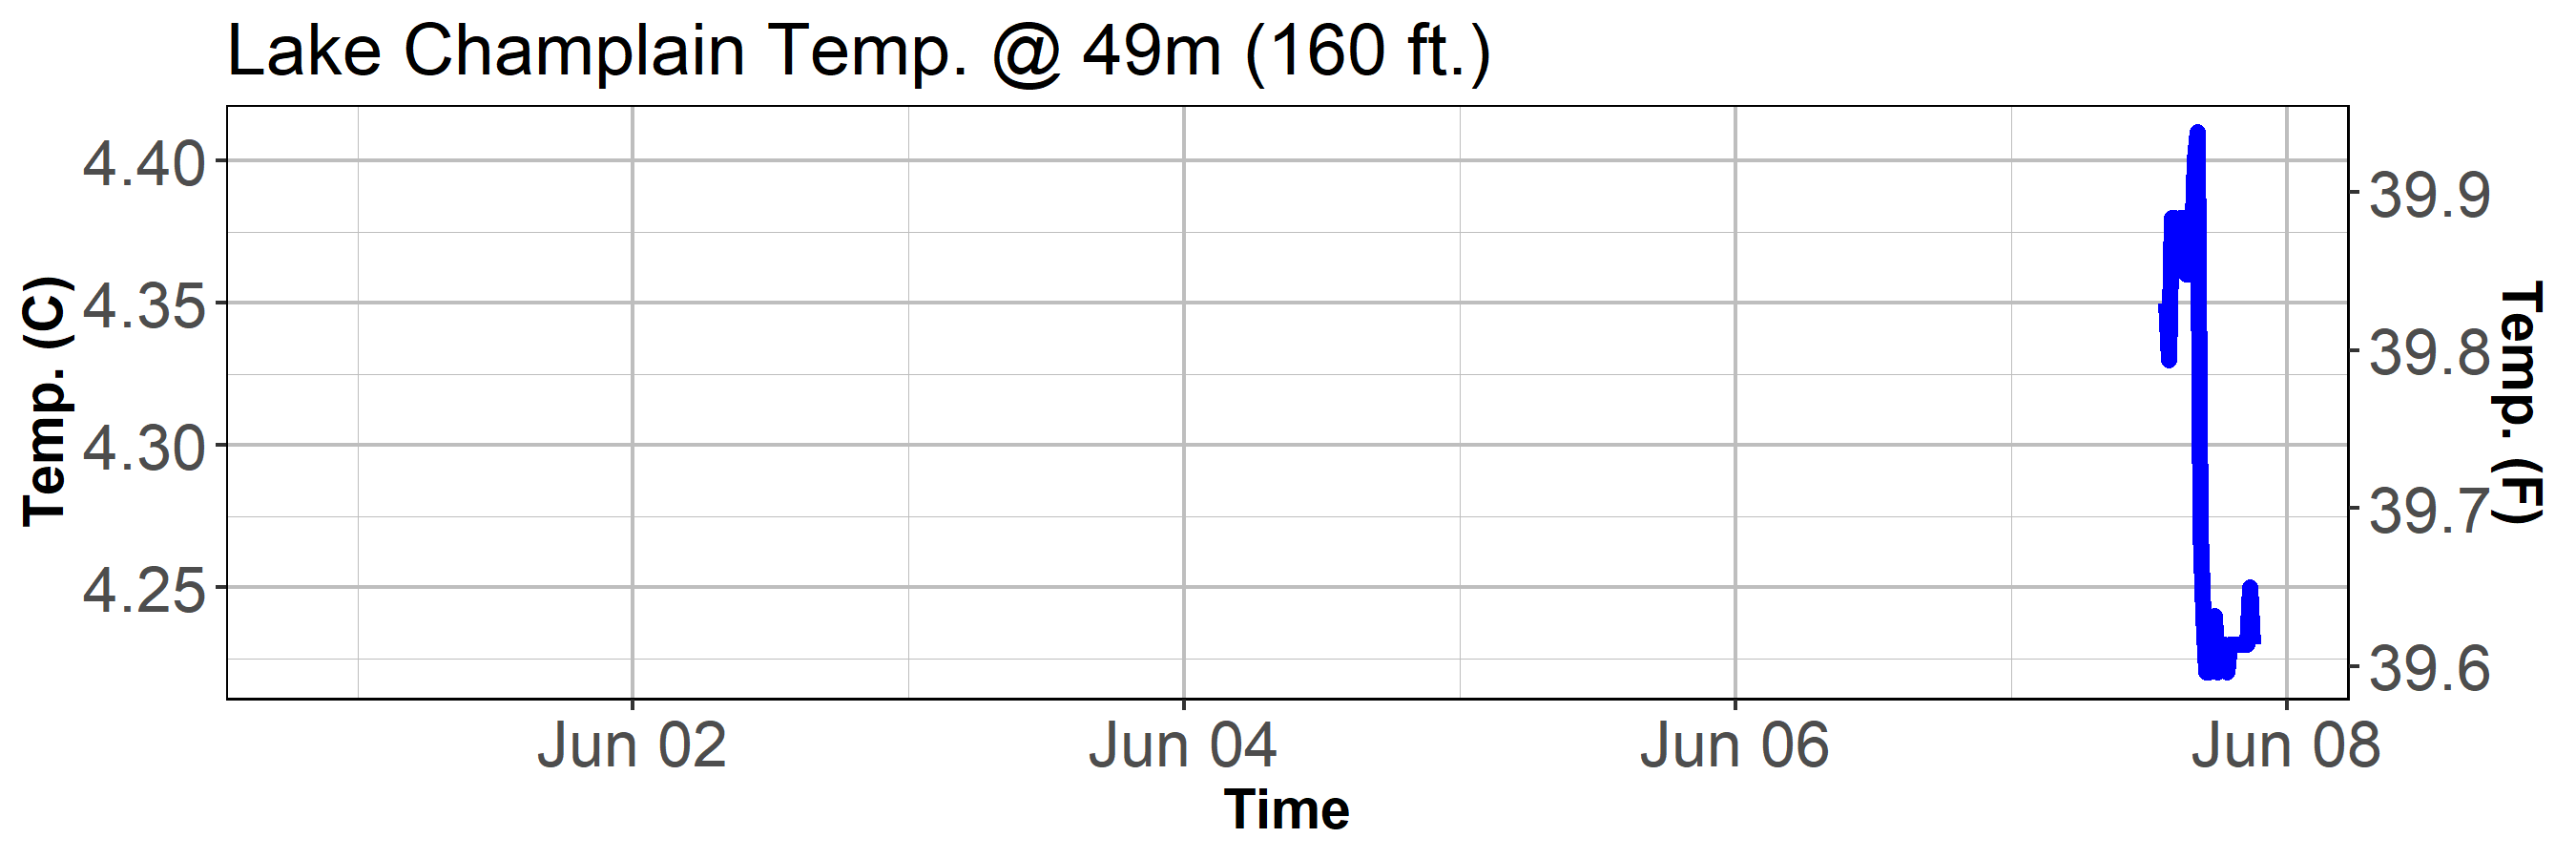 Lake Champlain Temp. @ 49m (160 ft.)
Temp. (C)
4.40
4.35
4.30
4.25
39.9
39.8
39.7
39.6
Temp. (F)
Jun 02 Jun 04 Jun 06 Jun 08
Time